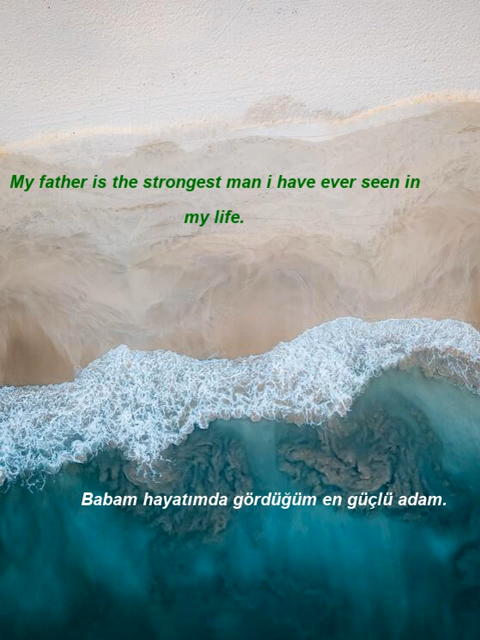 My father is the strongest man i have ever seen in
my life.
Babam hayatımda gördüğüm en güçlü adam.